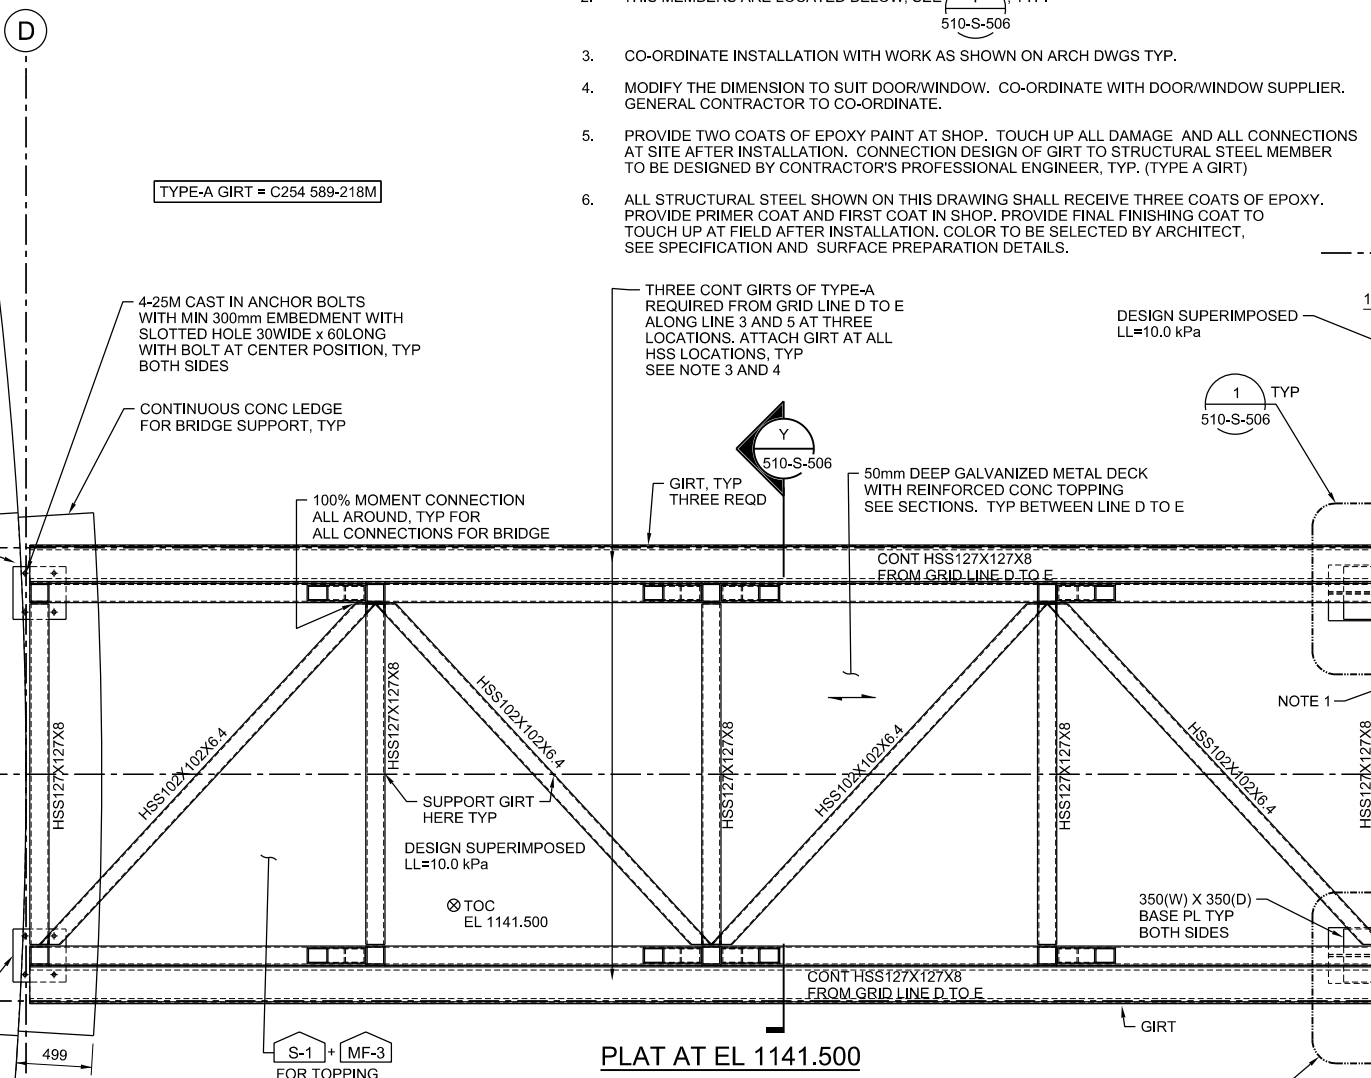 D
510-S-506
3. CO-ORDINATE INSTALLATION WITH WORK AS SHOWN ON ARCH DWGS TYP.
4. MODIFY THE DIMENSION TO SUIT DOOR/WINDOW. CO-ORDINATE WITH DOOR/WINDOW SUPPLIER.
GENERAL CONTRACTOR TO CO-ORDINATE.
5. PROVIDE TWO COATS OF EPOXY PAINT AT SHOP. TOUCH UP ALL DAMAGE AND ALL CONNECTIONS
AT SITE AFTER INSTALLATION. CONNECTION DESIGN OF GIRT TO STRUCTURAL STEEL MEMBER
TO BE DESIGNED BY CONTRACTOR'S PROFESSIONAL ENGINEER, TYP. (TYPE A GIRT)
TYPE-A GIRT = C254 589-218M
6. ALL STRUCTURAL STEEL SHOWN ON THIS DRAWING SHALL RECEIVE THREE COATS OF EPOXY.
PROVIDE PRIMER COAT AND FIRST COAT IN SHOP. PROVIDE FINAL FINISHING COAT TO
TOUCH UP AT FIELD AFTER INSTALLATION. COLOR TO BE SELECTED BY ARCHITECT,
SEE SPECIFICATION AND SURFACE PREPARATION DETAILS.
4-25M CAST IN ANCHOR BOLTS
WITH MIN 300mm EMBEDMENT WITH
SLOTTED HOLE 30WIDE x 60LONG
WITH BOLT AT CENTER POSITION, TYP
BOTH SIDES
THREE CONT GIRTS OF TYPE-A
REQUIRED FROM GRID LINE D TO E
ALONG LINE 3 AND 5 AT THREE
LOCATIONS. ATTACH GIRT AT ALL
HSS LOCATIONS, TYP
SEE NOTE 3 AND 4
DESIGN SUPERIMPOSED
LL=10.0 kPa
1
510-S-506
TYP
CONTINUOUS CONC LEDGE
FOR BRIDGE SUPPORT, TYP
Y
510-S-506
100% MOMENT CONNECTION
ALL AROUND, TYP FOR
ALL CONNECTIONS FOR BRIDGE
GIRT, TYP
THREE REQD
50mm DEEP GALVANIZED METAL DECK
WITH REINFORCED CONC TOPPING
SEE SECTIONS. TYP BETWEEN LINE D TO E
CONT HSS127X127X8
FROM GRID LINE D TO E
HSS127X127X8
HSS102X102X6.4
HSS127X127X8
HSS102X102X6.4
HSS127X127X8
HSS102X102X6.4
HSS127X127X8
HSS102X102X6.4
HSS127X127X8
NOTE 1
SUPPORT GIRT
HERE TYP
DESIGN SUPERIMPOSED
LL=10.0 kPa
TOC
EL 1141.500
350(W) X 350(D)
BASE PL TYP
BOTH SIDES
CONT HSS127X127X8
FROM GRID LINE D TO E
GIRT
499
S-1 + MF-3
FOR TOPPING
PLAT AT EL 1141.500